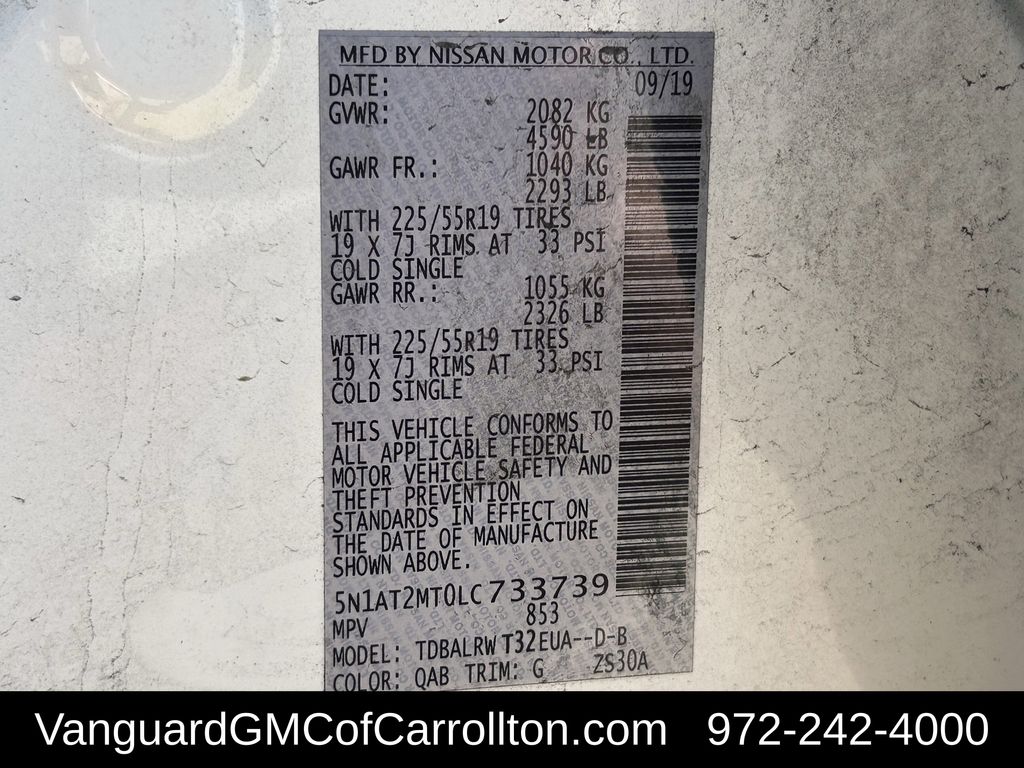 MFD BY NISSAN MOTOR CO., LTD.
DATE: 09/19
GVWR: 2082 KG
4590 LB
GAWR FR.: 1040 KG
2293 LB
WITH 225/55R19 TIRES
19 X 7J RIMS AT 33 PSI
COLD SINGLE
GAWR RR.: 1055 KG
2326 LB
WITH 225/55R19 TIRES
19 X 7J RIMS AT 33 PSI
COLD SINGLE
THIS VEHICLE CONFORMS TO
ALL APPLICABLE FEDERAL
MOTOR VEHICLE SAFETY AND
THEFT PREVENTION
STANDARDS IN EFFECT ON
THE DATE OF MANUFACTURE
SHOWN ABOVE.
5N1AT2MT0LC733739
MPV 853
MODEL: TDBALRWT32EUA--D-B
COLOR: QAB TRIM: G ZS30A
VanguardGMCofCarrollton.com 972-242-4000